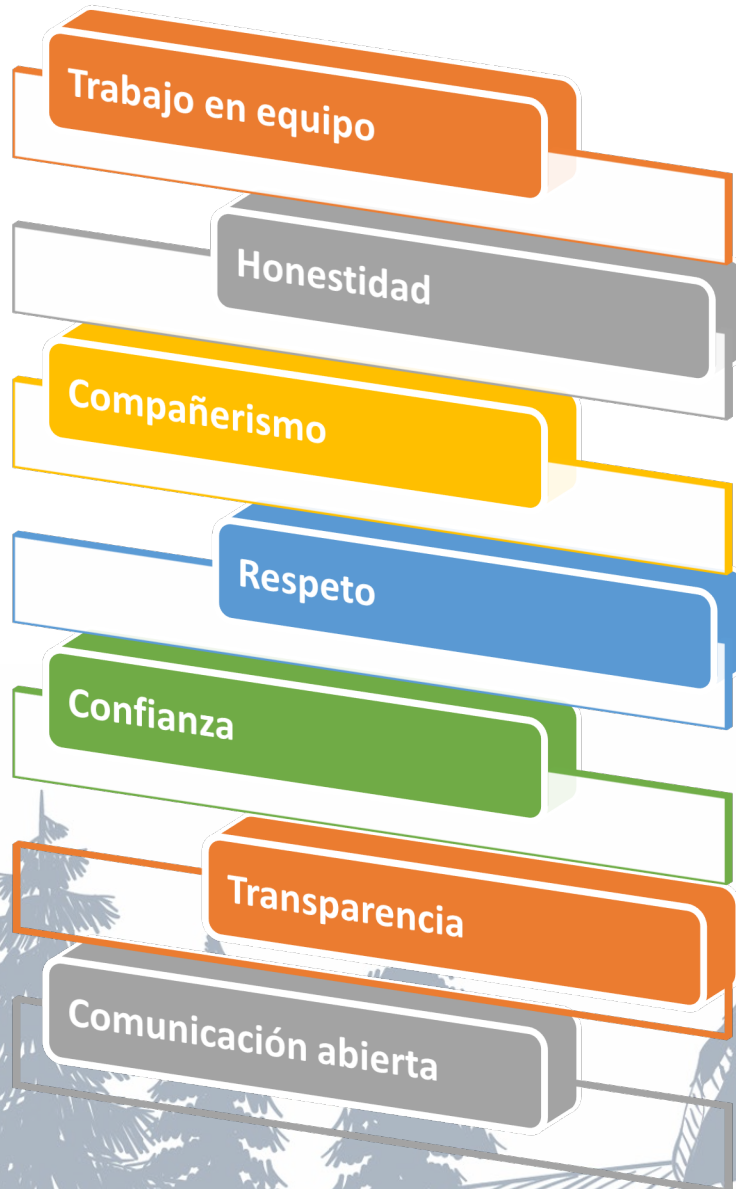 Trabajo en equipo
Honestidad
Compañerismo
Respeto
Confianza
Transparencia
Comunicación abierta